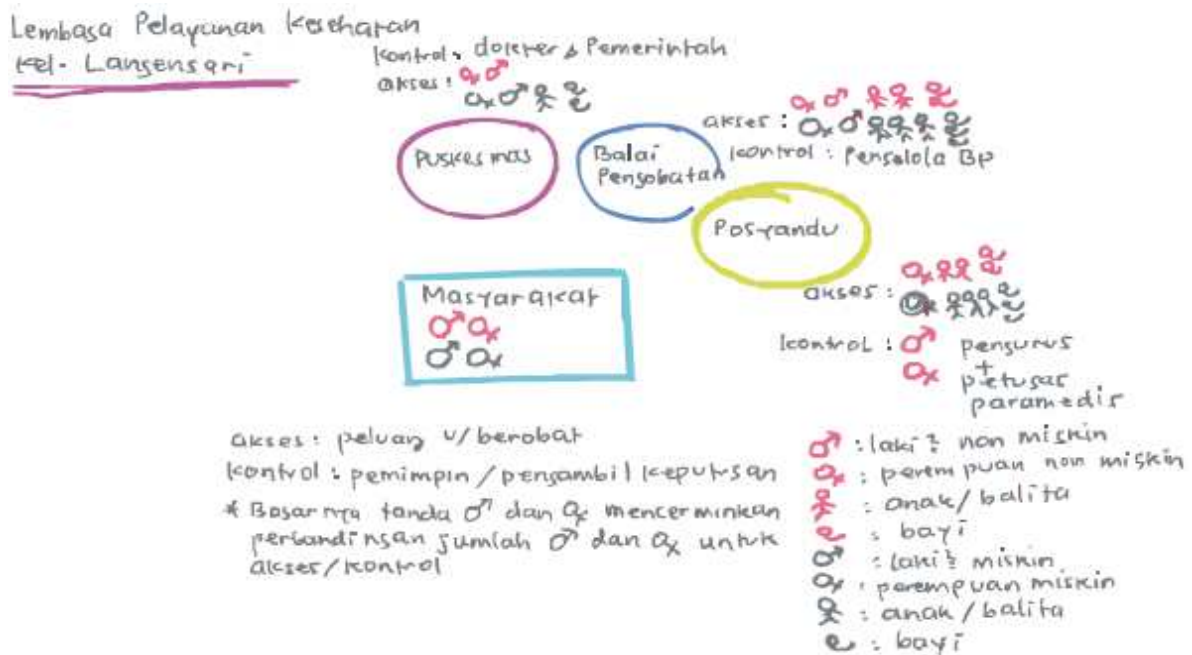 Lembaga Pelayanan Kesehatan
Kel. Langensari
kontrol: dokter & Pemerintah
akses: ♀♂
♀♂
Puskesmas
Balai
Pengobatan
akses: ♀ ♂
♀ ♂
kontrol: Pengelola Bp
Posyandu
akses: ♀
♀
kontrol: ♂ pengurus
♀ + petugas
paramedis
Masyarakat
♂♀
♂♀
akses: peluang u/berobat
kontrol: pemimpin/pengambil keputusan
* Besarnya tanda ♂ dan ♀ mencerminkan
perbandingan jumlah ♂ dan ♀ untuk
akses/kontrol
♂: laki² non miskin
♀: perempuan non miskin
: anak/balita
: bayi
♂: laki² miskin
♀: perempuan miskin
: anak/balita
: bayi